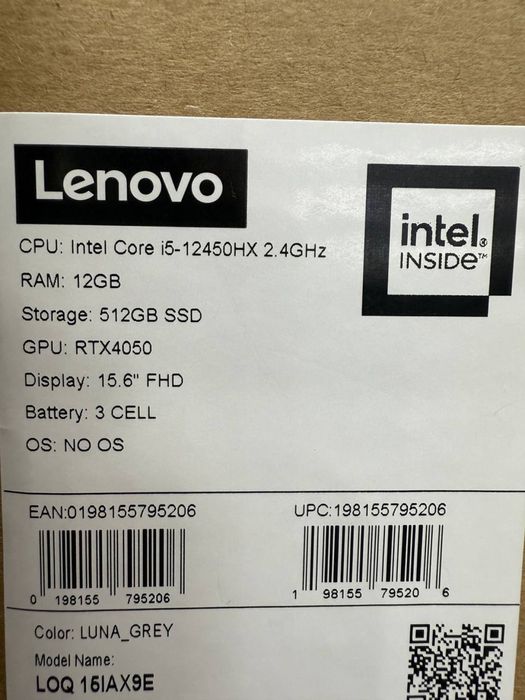 Lenovo
intel®
INSIDE™
CPU: Intel Core i5-12450HX 2.4GHz
RAM: 12GB
Storage: 512GB SSD
GPU: RTX4050
Display: 15.6" FHD
Battery: 3 CELL
OS: NO OS
EAN:0198155795206
UPC:198155795206
0 198155 795206
1 98155 79520 6
Color: LUNA_GREY
Model Name:
LOQ 15IAX9E